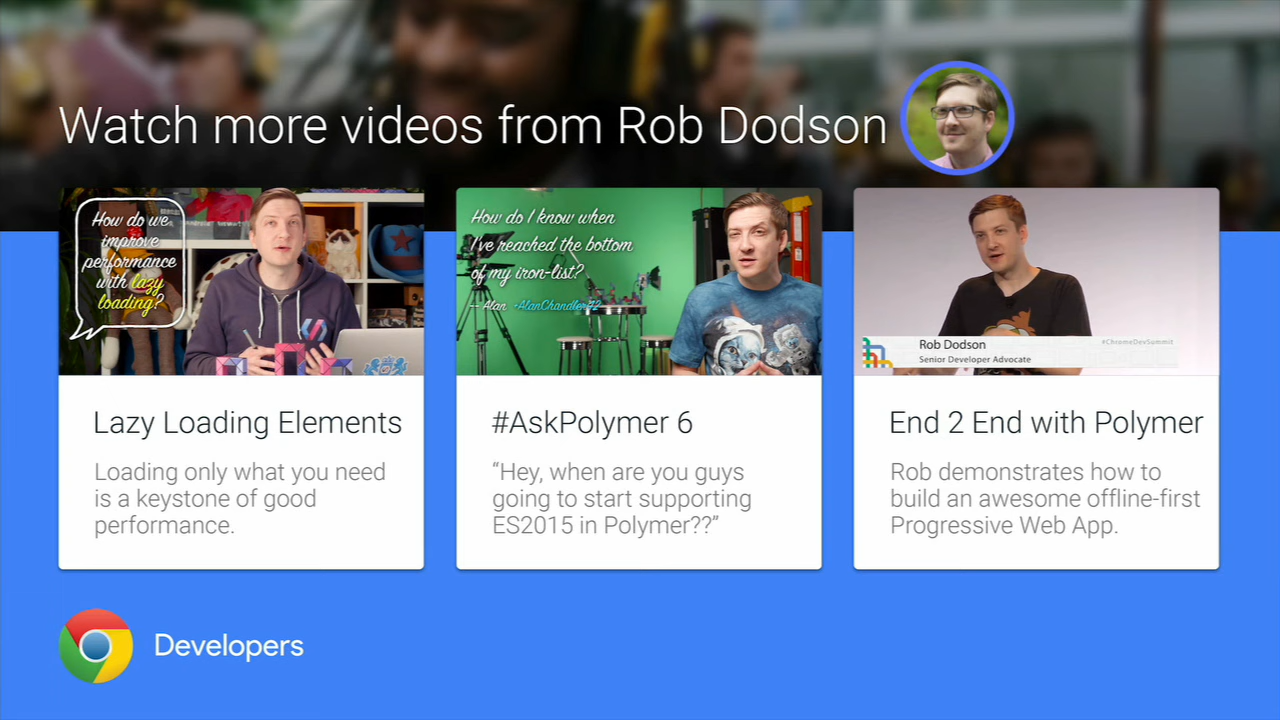 Watch more videos from Rob Dodson
How do we
improve
performance
with lazy
loading?
Lazy Loading Elements
Loading only what you need
is a keystone of good
performance.
How do I know when
I've reached the bottom
of my iron-list?
-- Alan +AlanChandler42
#AskPolymer 6
“Hey, when are you guys
going to start supporting
ES2015 in Polymer??”
Rob Dodson
#ChromeDevSummit
Senior Developer Advocate
End 2 End with Polymer
Rob demonstrates how to
build an awesome offline-first
Progressive Web App.
Developers